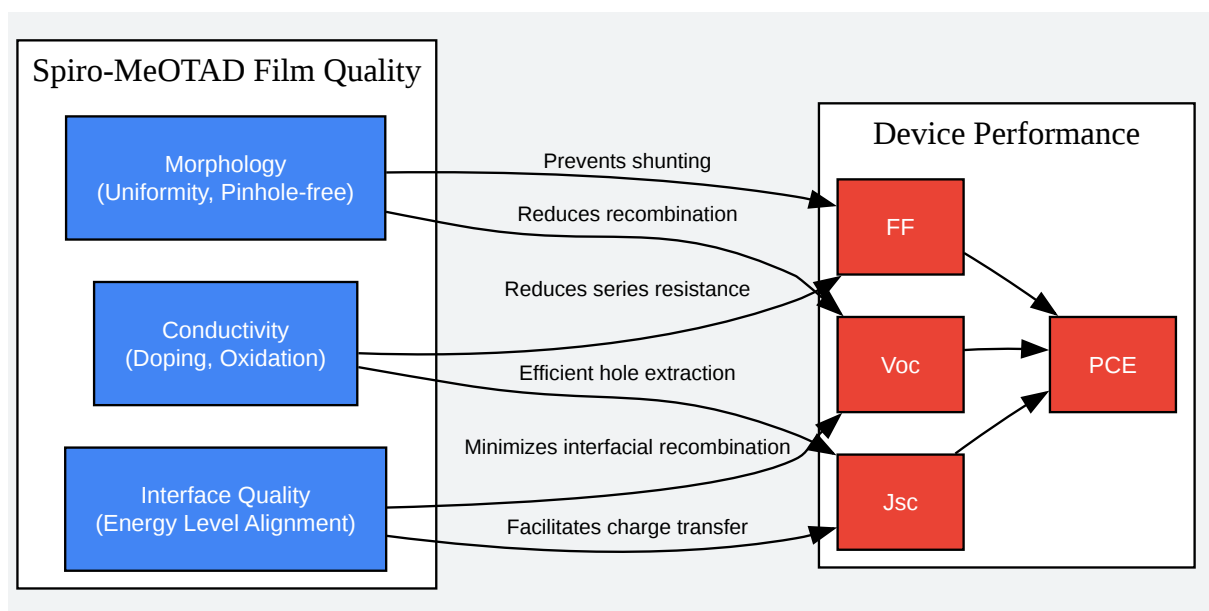 Spiro-MeOTAD Film Quality
Morphology
(Uniformity, Pinhole-free)
Conductivity
(Doping, Oxidation)
Interface Quality
(Energy Level Alignment)
Prevents shunting
Reduces recombination
Reduces series resistance
Efficient hole extraction
Minimizes interfacial recombination
Facilitates charge transfer
Device Performance
FF
Voc
Jsc
PCE